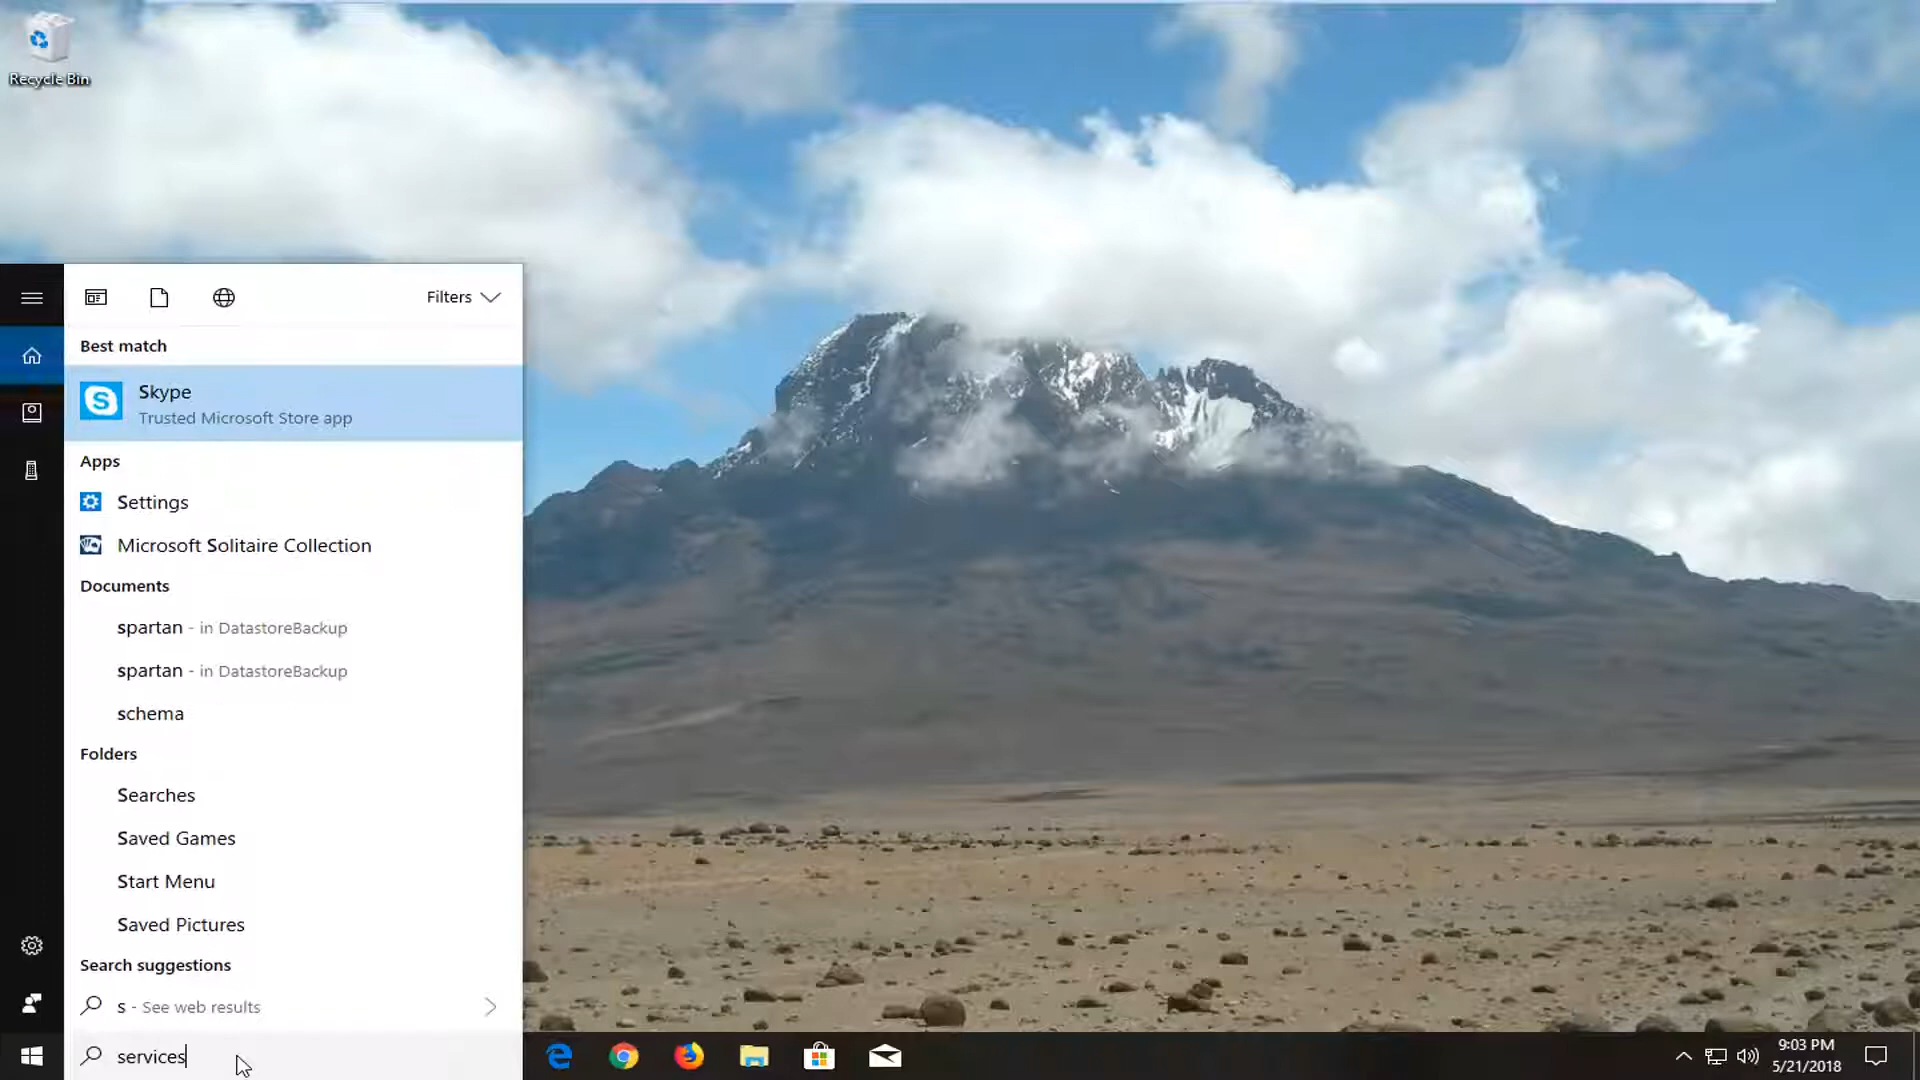 Recycle Bin
Filters
Best match
Skype
Trusted Microsoft Store app
Apps
Settings
Microsoft Solitaire Collection
Documents
spartan - in DatastoreBackup
spartan - in DatastoreBackup
schema
Folders
Searches
Saved Games
Start Menu
Saved Pictures
Search suggestions
s - See web results
services
9:03 PM
5/21/2018